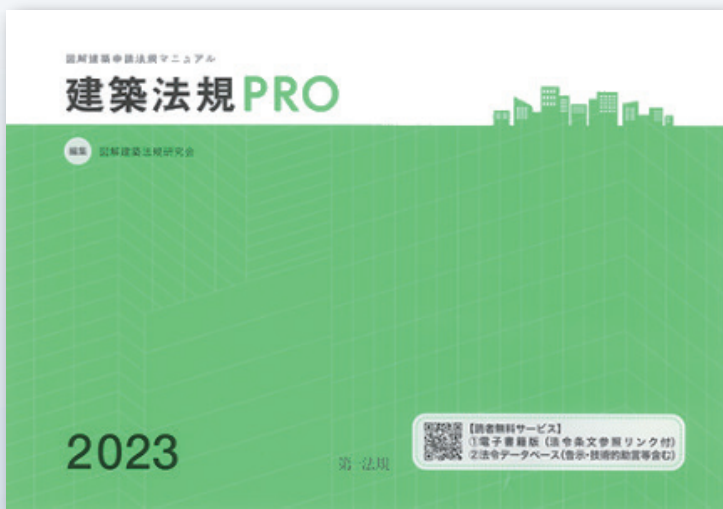 図解建築申請法規マニュアル
建築法規PRO
編集 図解建築法規研究会
2023
第一法規
【読者無料サービス】
①電子書籍版(法令条文参照リンク付)
②法令データベース(告示・技術的助言等含む)